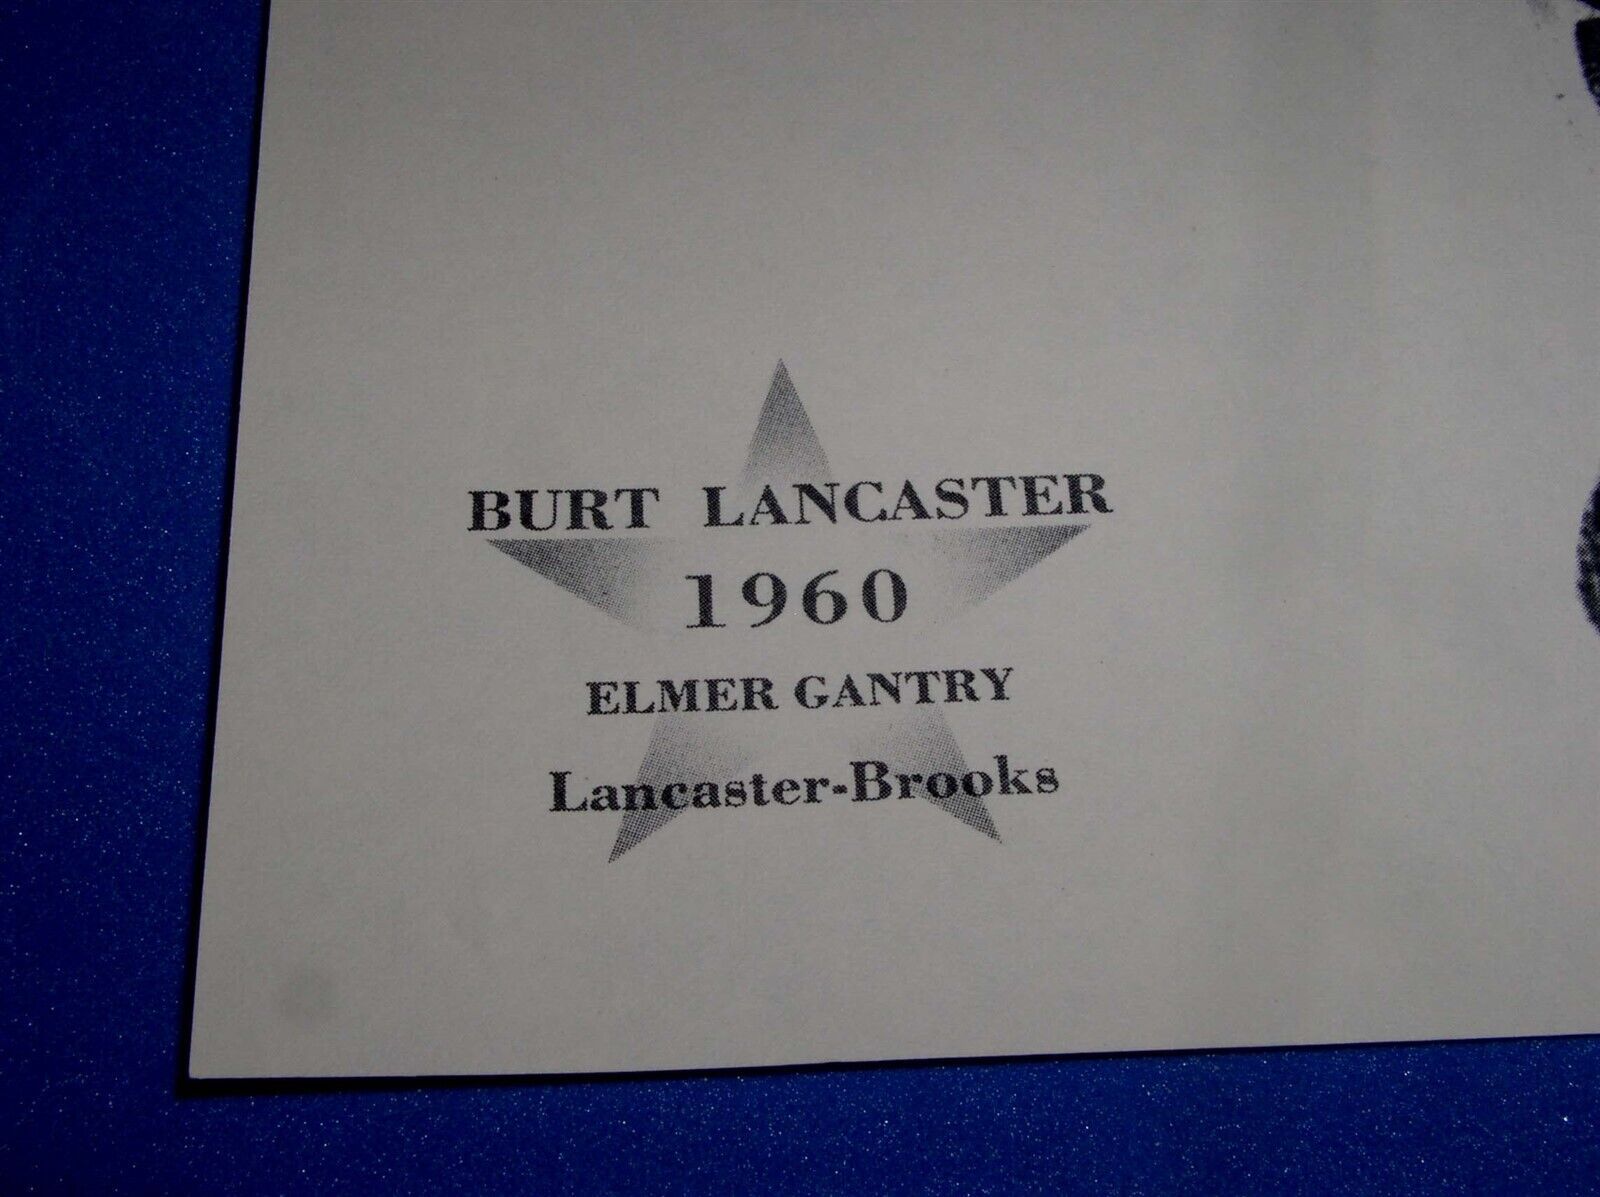 BURT LANCASTER
1960
ELMER GANTRY
Lancaster-Brooks